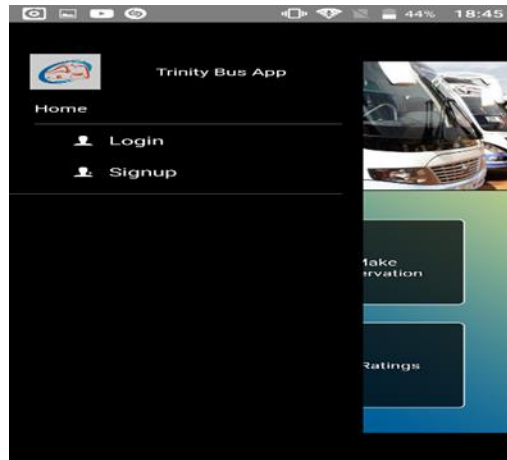 44% 18:45
Trinity Bus App
Home
Login
Signup
Make
ervation
Ratings